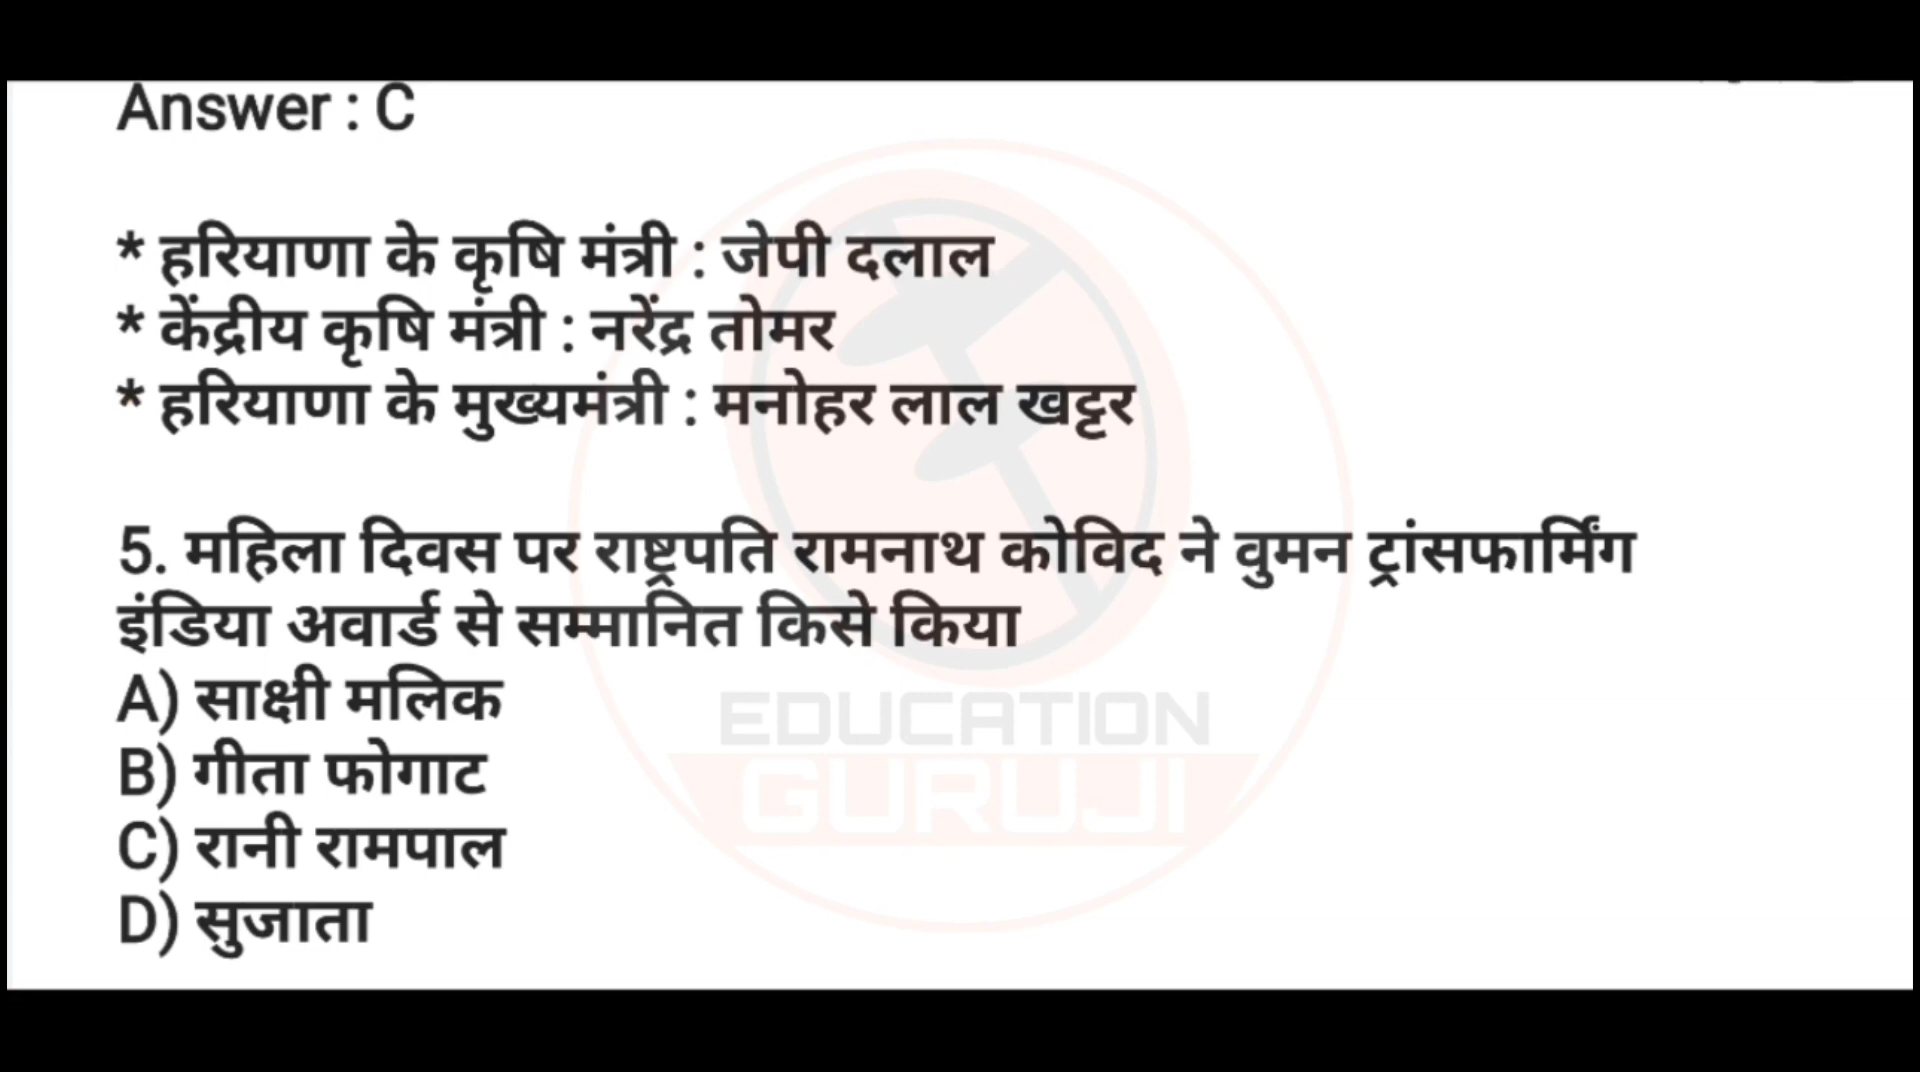 Answer : C
* हरियाणा के कृषि मंत्री : जेपी दलाल
* केंद्रीय कृषि मंत्री : नरेंद्र तोमर
* हरियाणा के मुख्यमंत्री : मनोहर लाल खट्टर
5. महिला दिवस पर राष्ट्रपति रामनाथ कोविद ने वुमन ट्रांसफार्मिंग
इंडिया अवार्ड से सम्मानित किसे किया
A) साक्षी मलिक
B) गीता फोगाट
C) रानी रामपाल
D) सुजाता
EDUCATION
GURUJI